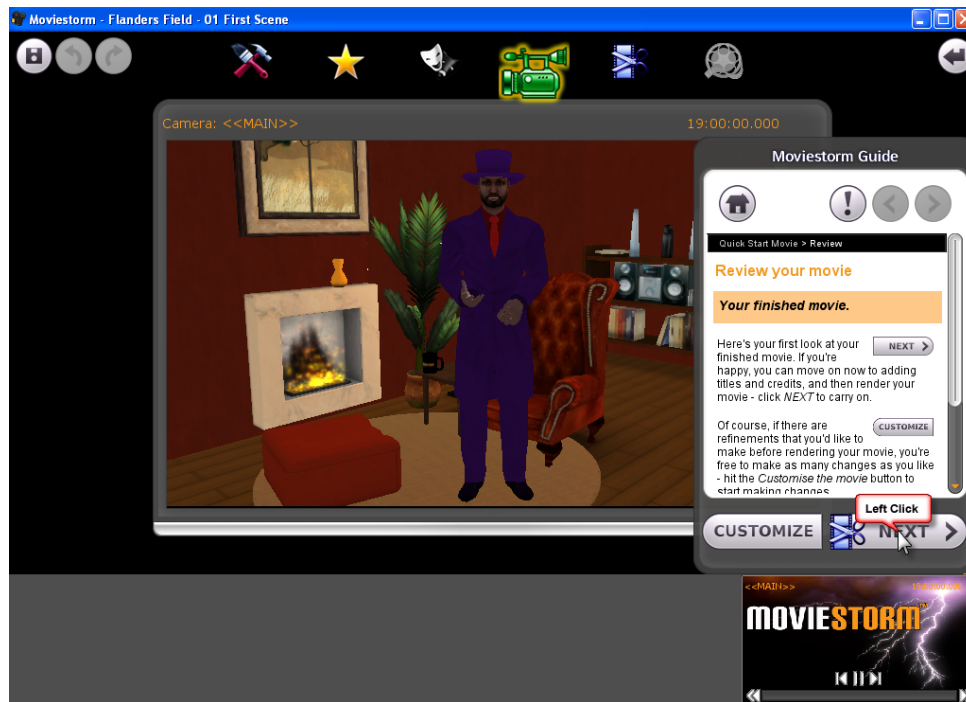 Moviestorm - Flanders Field - 01 First Scene
Camera: <<MAIN>>
19:00:00.000
Moviestorm Guide
Quick Start Movie > Review
Review your movie
Your finished movie.
Here's your first look at your
finished movie. If you're
happy, you can move on now to adding
titles and credits, and then render your
movie - click NEXT to carry on.
NEXT >
Of course, if there are
refinements that you'd like to
make before rendering your movie, you're
free to make as many changes as you like
- hit the Customise the movie button to
start making changes.
CUSTOMIZE
Left Click
CUSTOMIZE
NEXT >
<<MAIN>>
MOVIESTORM™